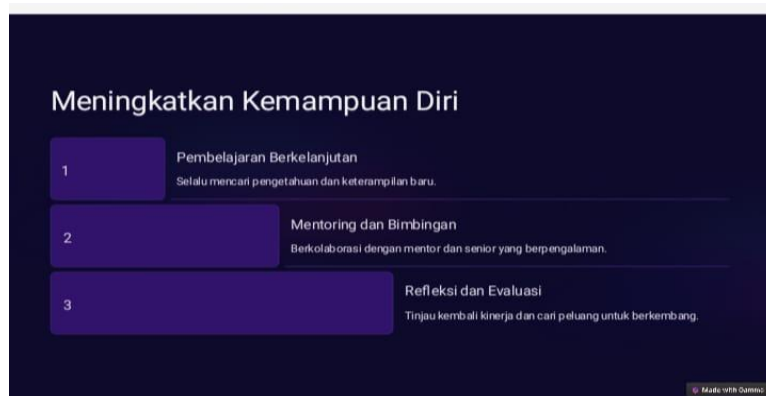 Meningkatkan Kemampuan Diri
1
Pembelajaran Berkelanjutan
Selalu mencari pengetahuan dan keterampilan baru.
2
Mentoring dan Bimbingan
Berkolaborasi dengan mentor dan senior yang berpengalaman.
3
Refleksi dan Evaluasi
Tinjau kembali kinerja dan cari peluang untuk berkembang.
Made with Gamma